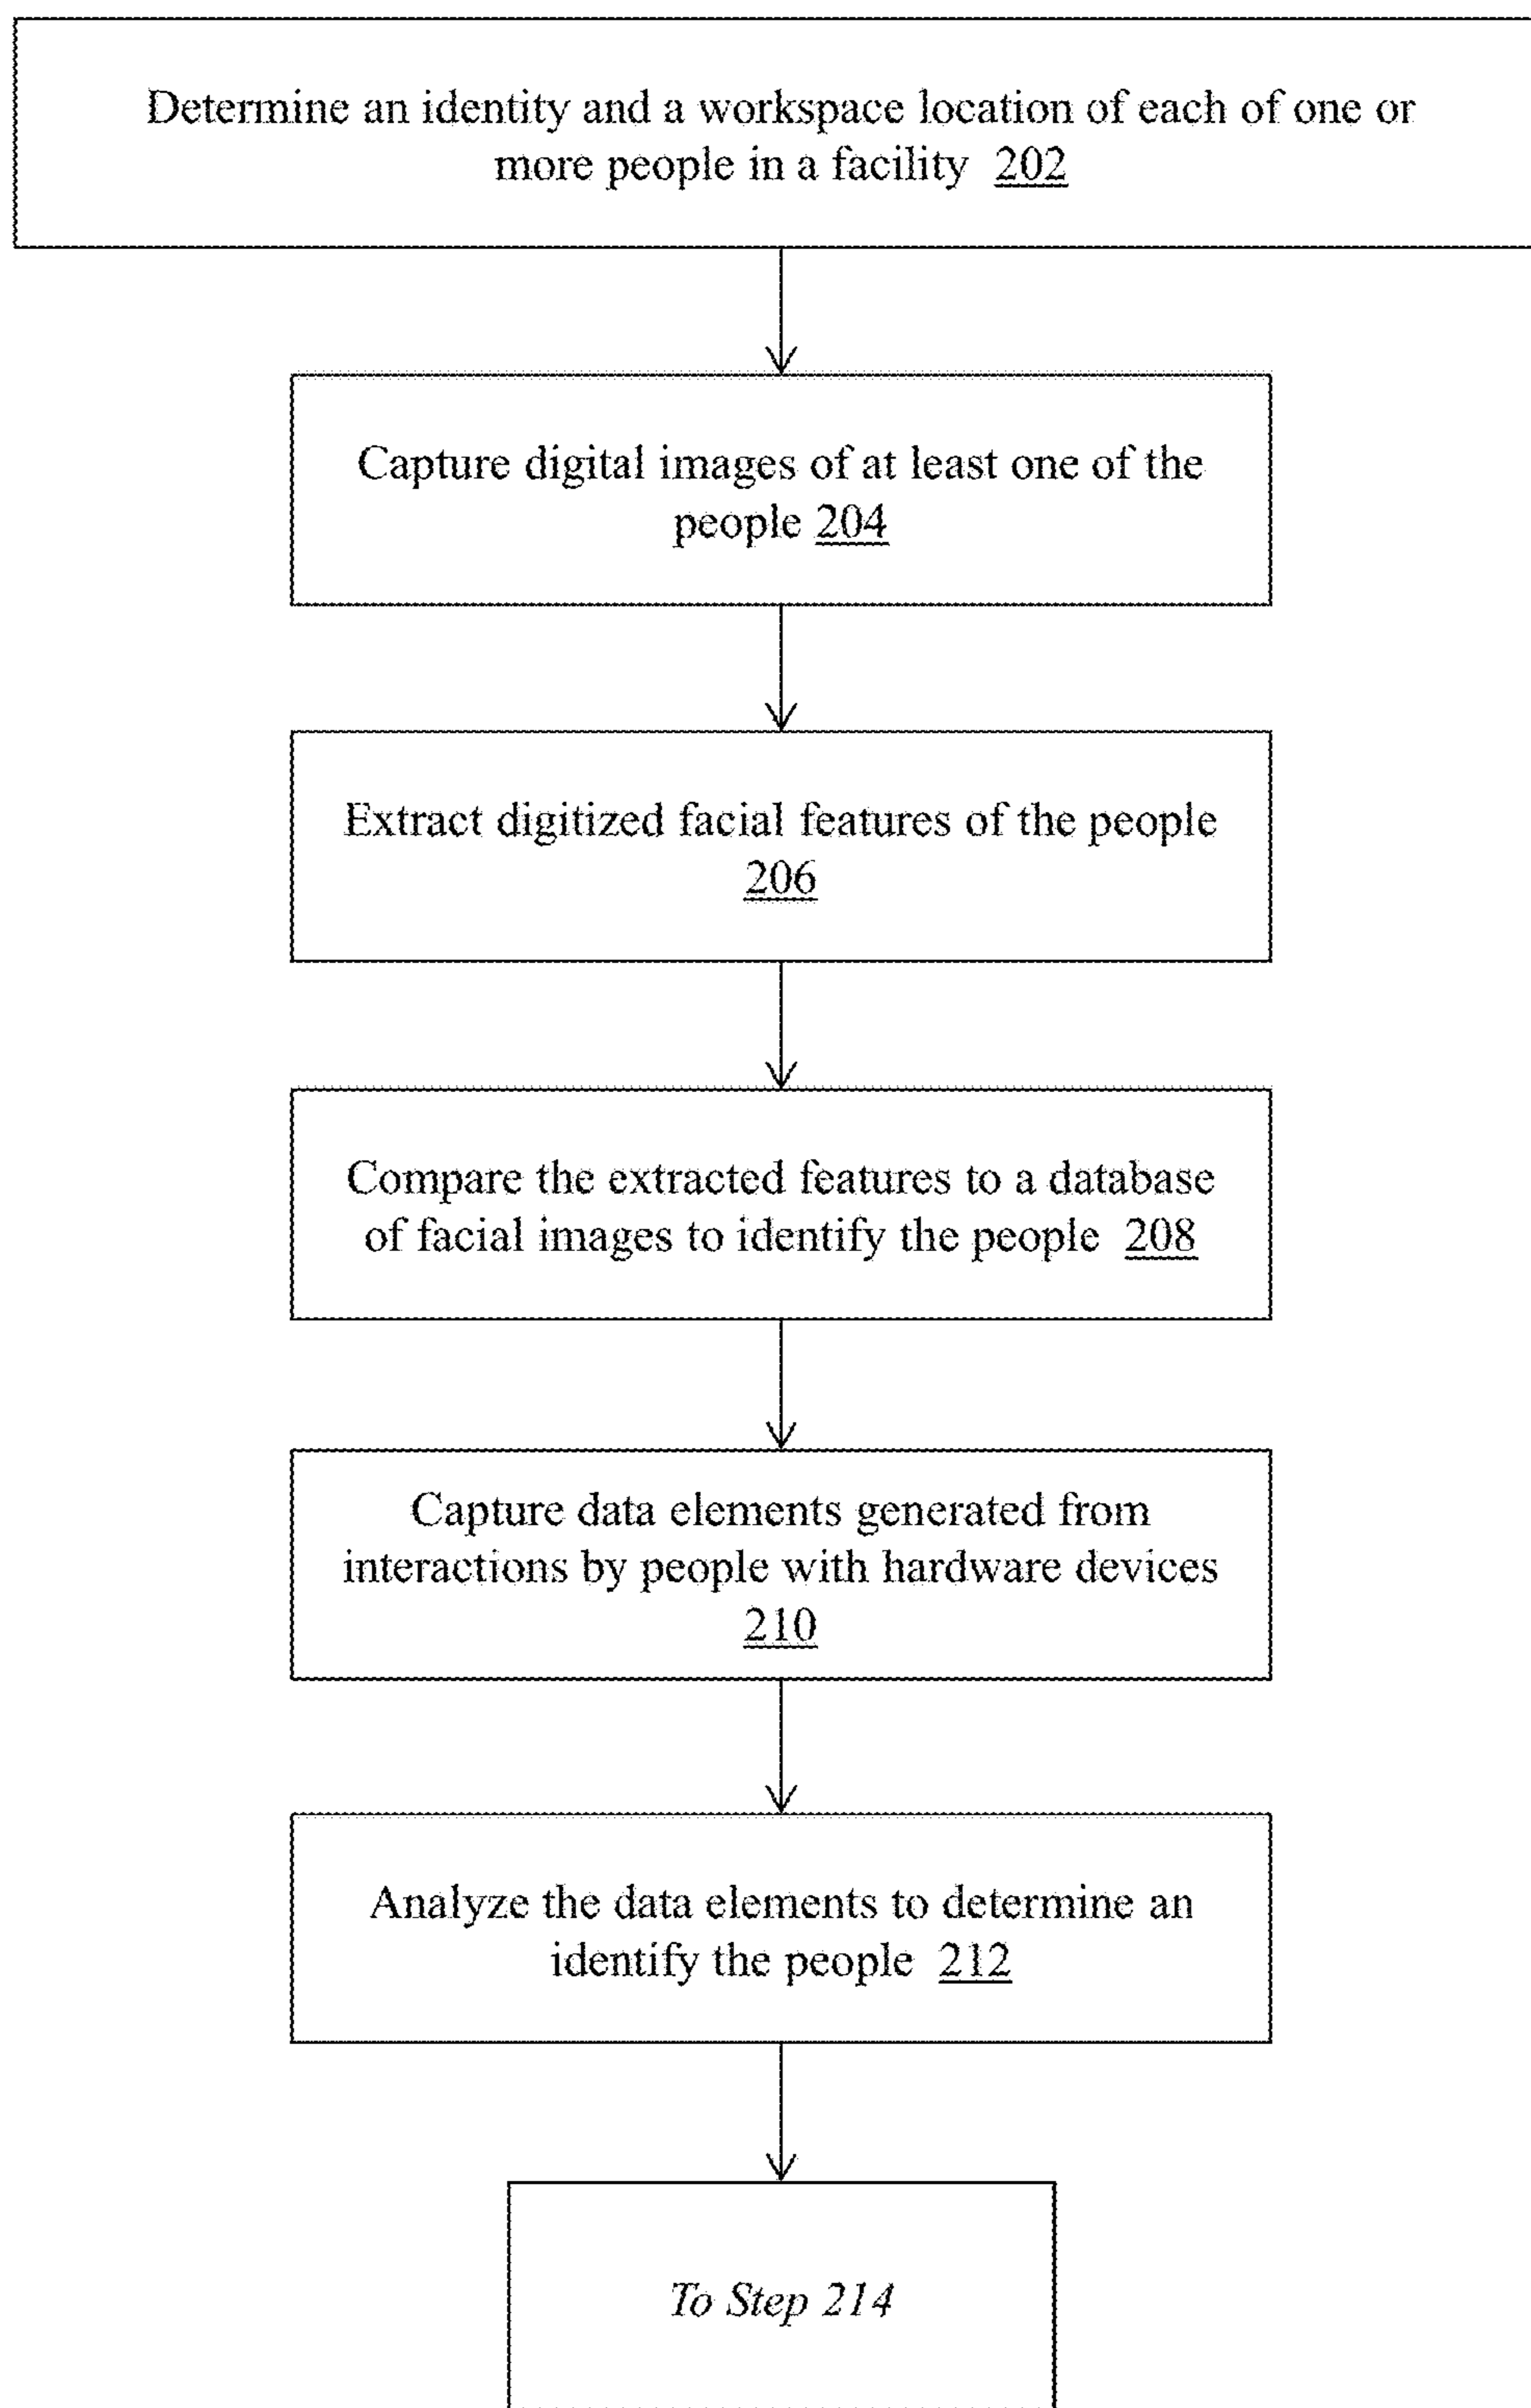 Determine an identity and a workspace location of each of one or
more people in a facility 202
Capture digital images of at least one of the
people 204
Extract digitized facial features of the people
206
Compare the extracted features to a database
of facial images to identify the people 208
Capture data elements generated from
interactions by people with hardware devices
210
Analyze the data elements to determine an
identify the people 212
To Step 214